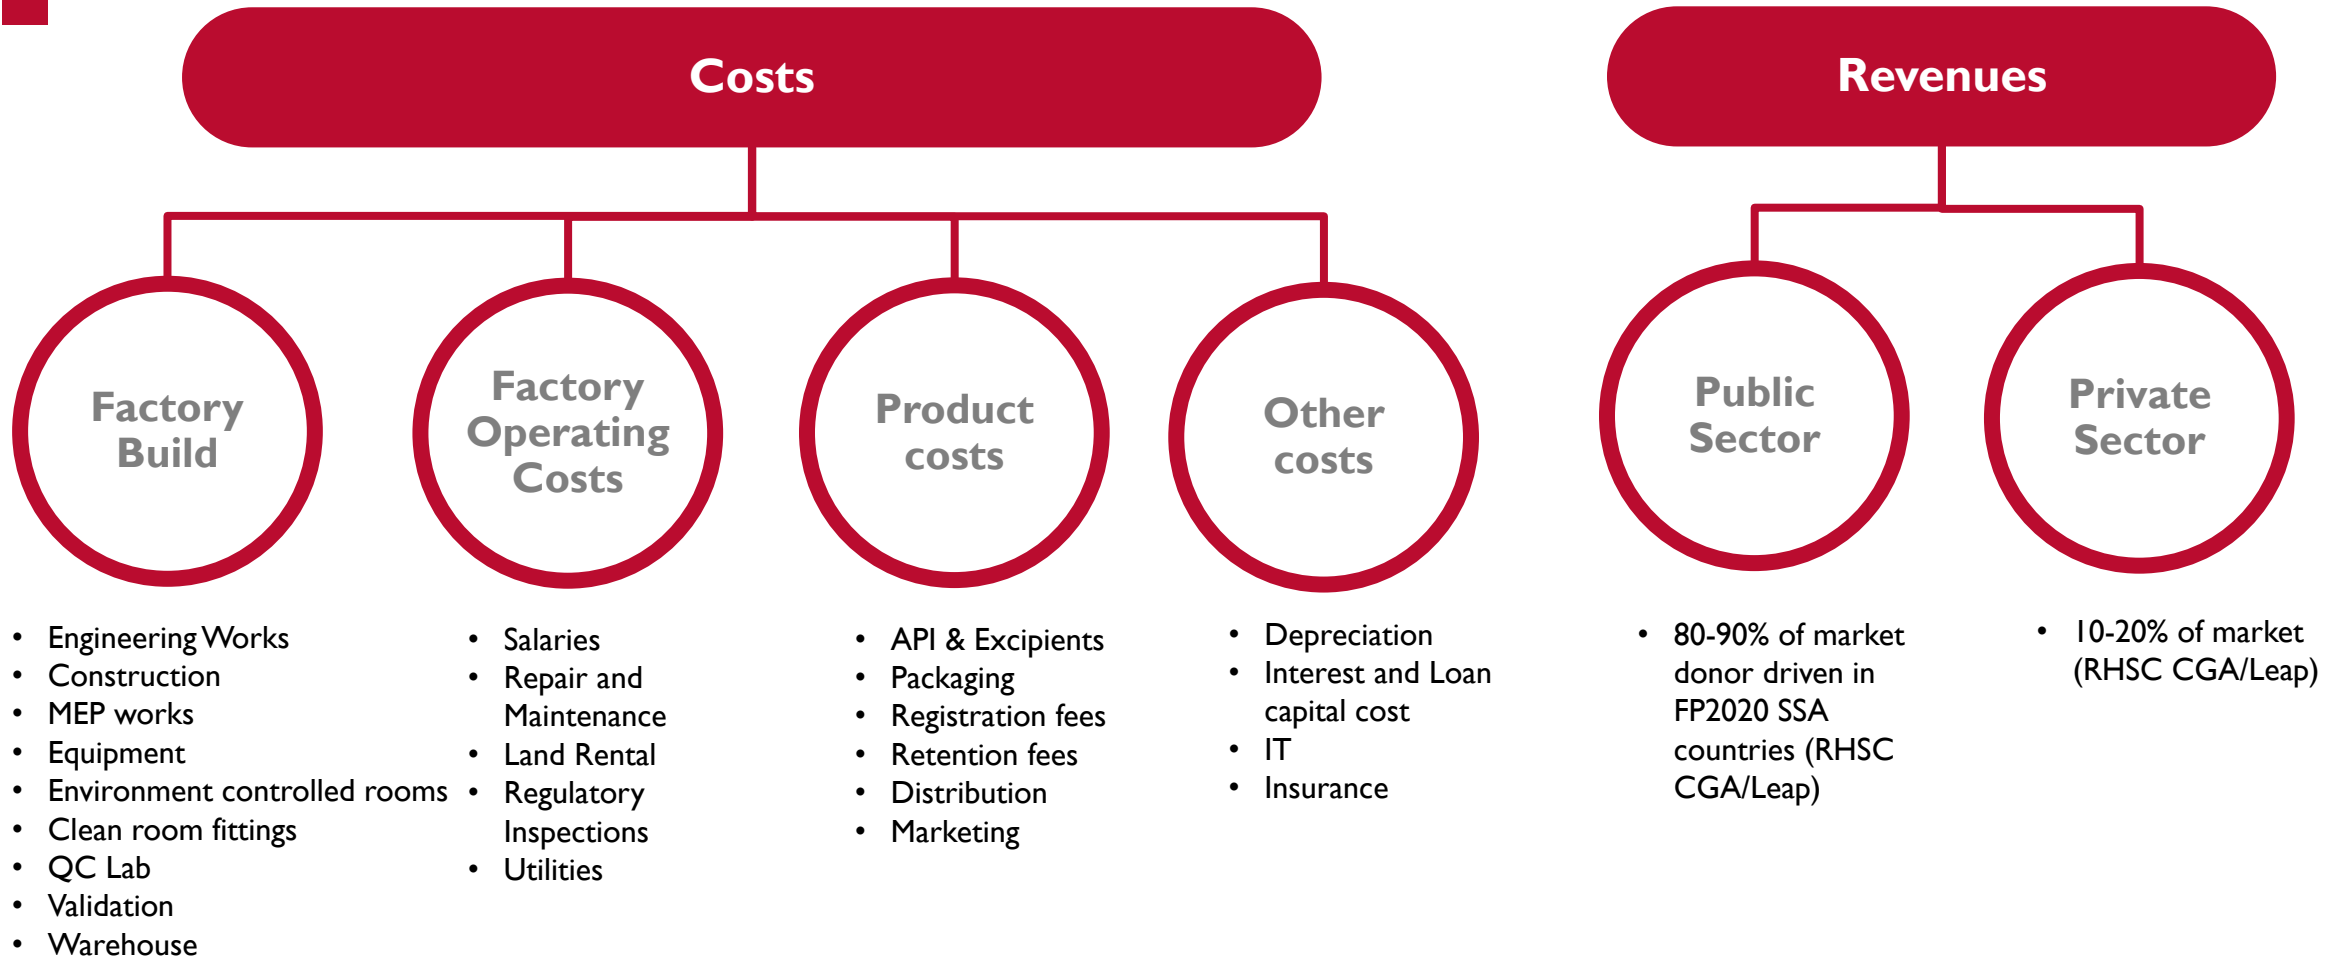 Costs
Revenues
Factory
Build
Factory
Operating
Costs
Product
costs
Other
costs
Public
Sector
Private
Sector
• Engineering Works
• Construction
• MEP works
• Equipment
• Environment controlled rooms
• Clean room fittings
• QC Lab
• Validation
• Warehouse
• Salaries
• Repair and
Maintenance
• Land Rental
• Regulatory
Inspections
• Utilities
• API & Excipients
• Packaging
• Registration fees
• Retention fees
• Distribution
• Marketing
• Depreciation
• Interest and Loan
capital cost
• IT
• Insurance
• 80-90% of market
donor driven in
FP2020 SSA
countries (RHSC
CGA/Leap)
• 10-20% of market
(RHSC CGA/Leap)